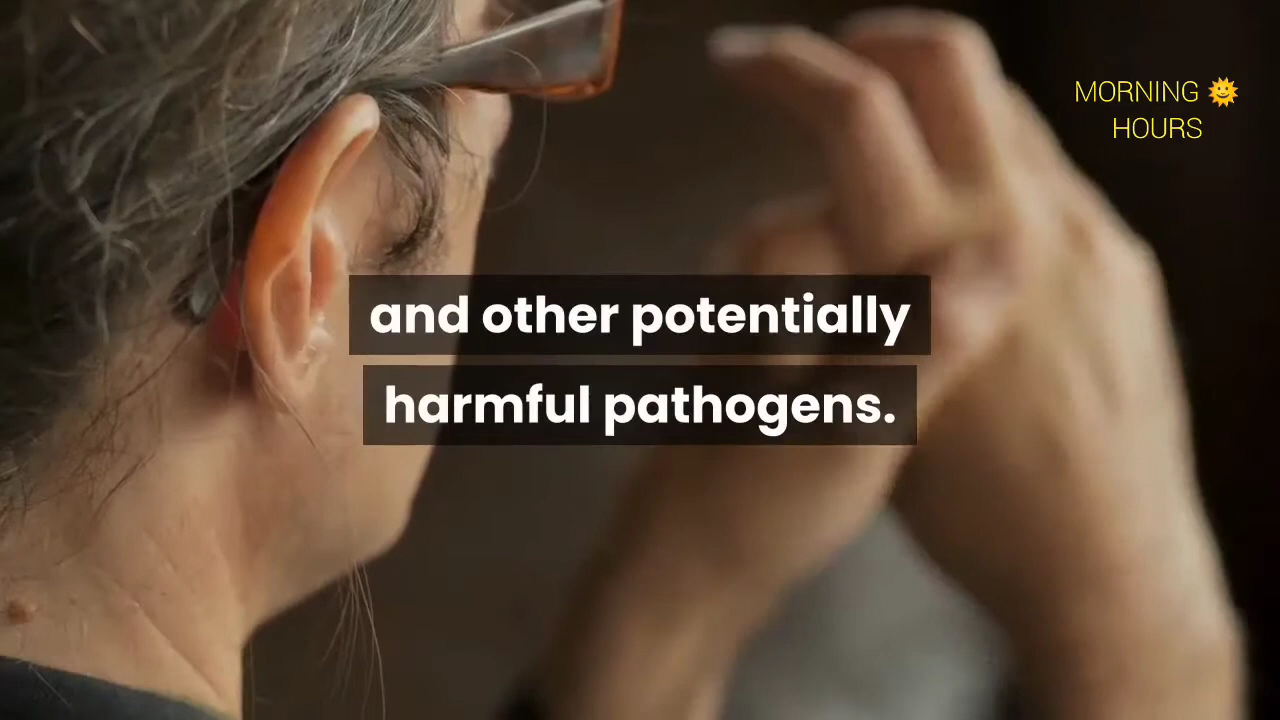 MORNING 🌞
HOURS
and other potentially
harmful pathogens.